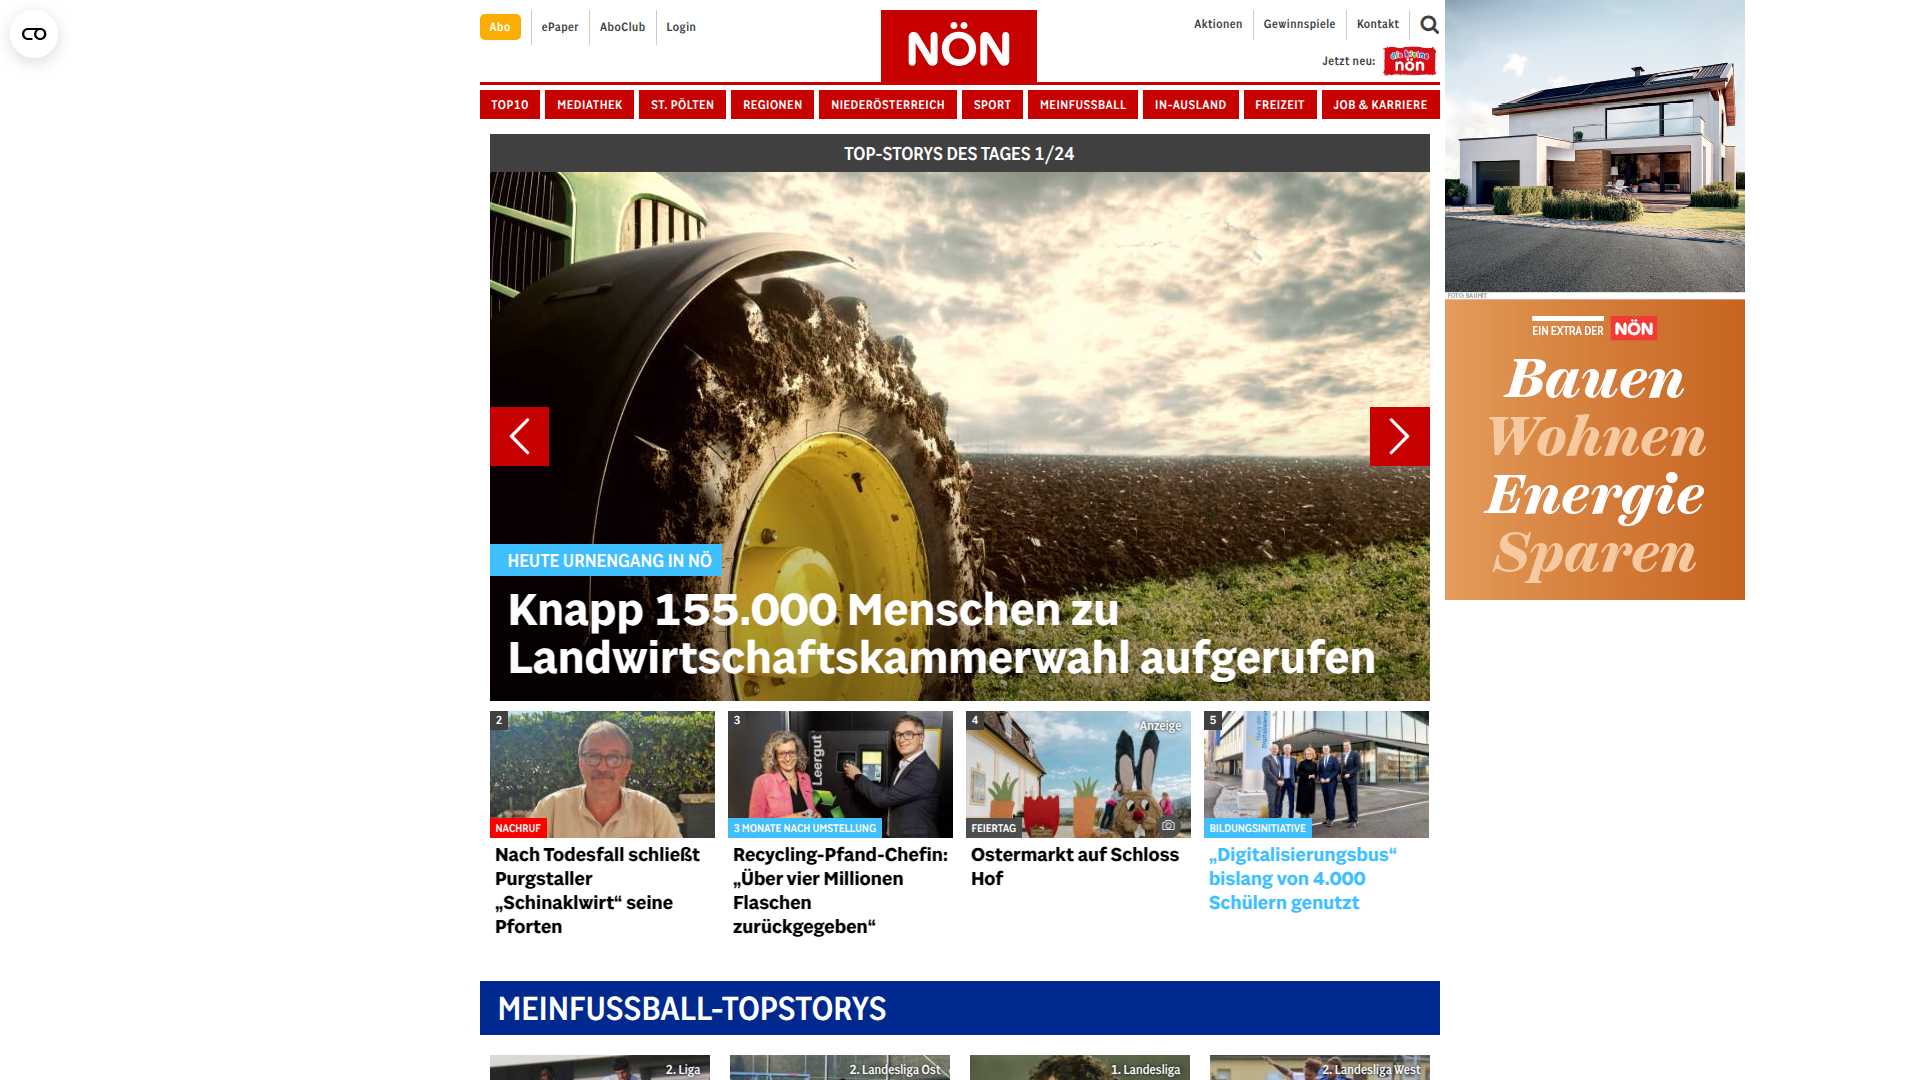 Abo
ePaper
AboClub
Login
NÖN
Aktionen
Gewinnspiele
Kontakt
Jetzt neu:
die kleine
nön
TOP10
MEDIATHEK
ST. PÖLTEN
REGIONEN
NIEDERÖSTERREICH
SPORT
MEINFUSSBALL
IN-AUSLAND
FREIZEIT
JOB & KARRIERE
TOP-STORYS DES TAGES 1/24
HEUTE URNENGANG IN NÖ
Knapp 155.000 Menschen zu
Landwirtschaftskammerwahl aufgerufen
FOTO: BAUMIT
EIN EXTRA DER NÖN
Bauen
Wohnen
Energie
Sparen
2
NACHRUF
Nach Todesfall schließt
Purgstaller
„Schinaklwirt“ seine
Pforten
3
Leergut
3 MONATE NACH UMSTELLUNG
Recycling-Pfand-Chefin:
„Über vier Millionen
Flaschen
zurückgegeben“
4
Anzeige
FEIERTAG
Ostermarkt auf Schloss
Hof
5
BILDUNGSINITIATIVE
„Digitalisierungsbus“
bislang von 4.000
Schülern genutzt
MEINFUSSBALL-TOPSTORYS
2. Liga
2. Landesliga Ost
1. Landesliga
2. Landesliga West